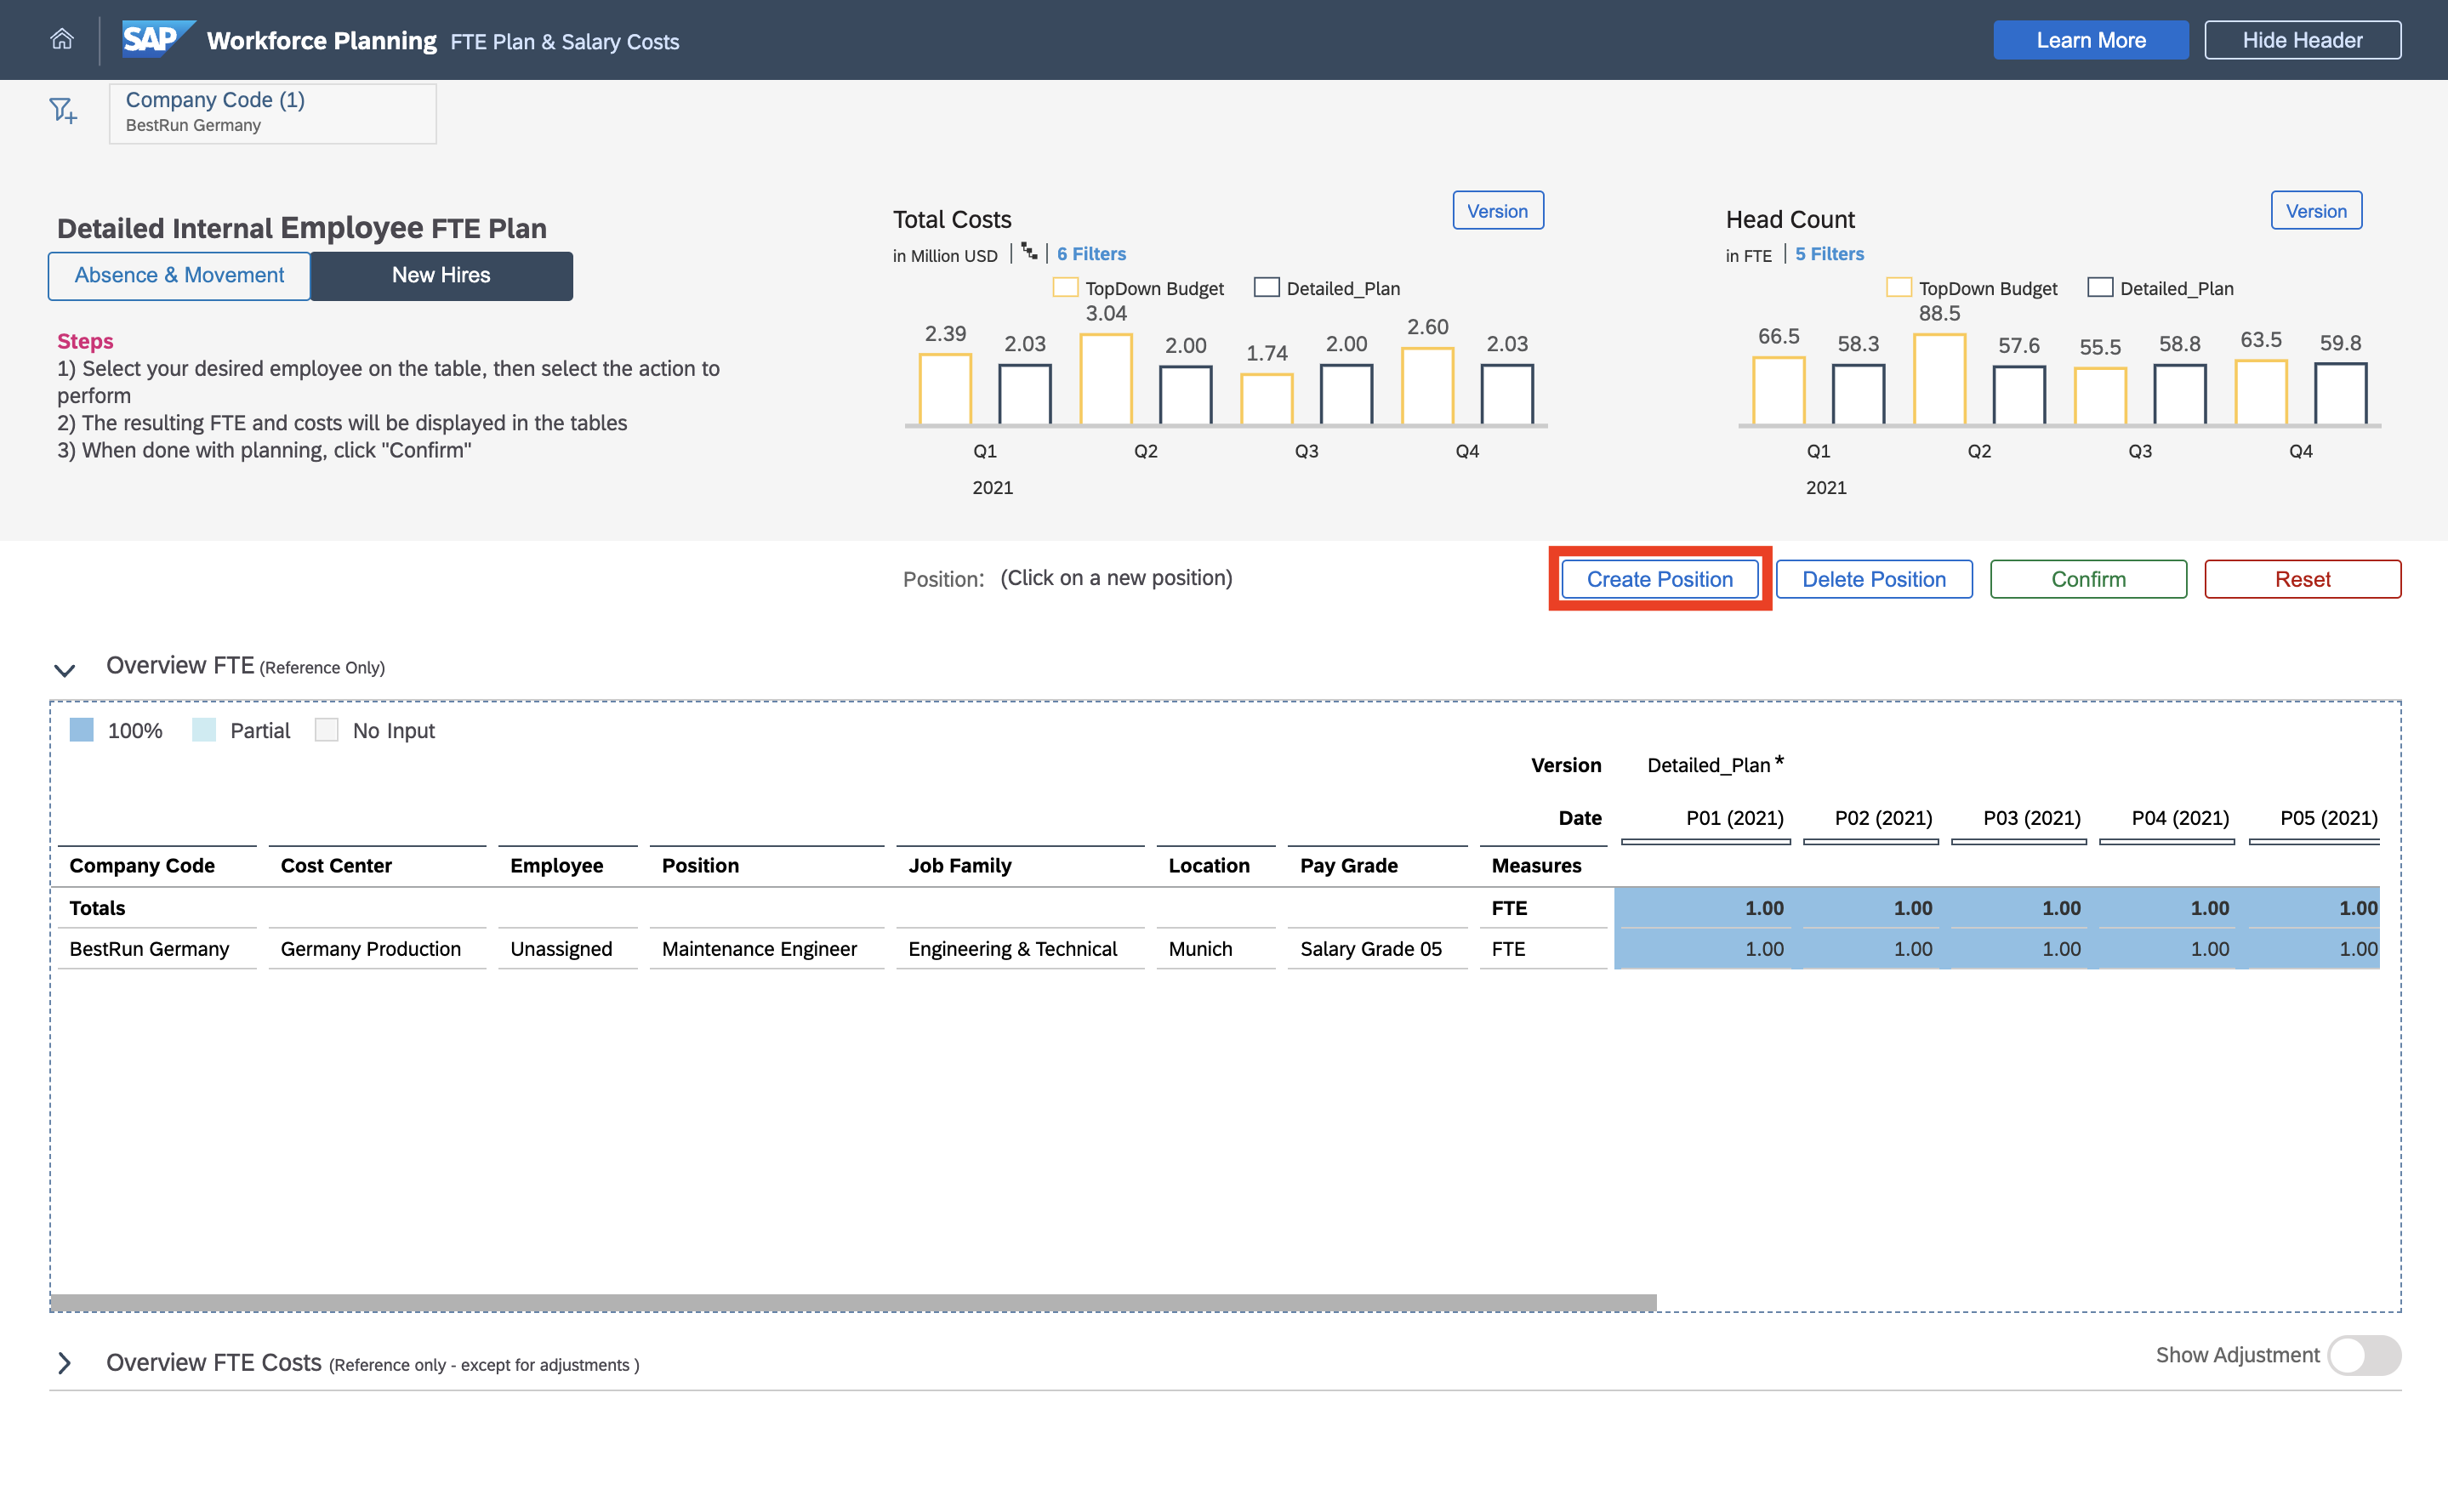 SAP Workforce Planning FTE Plan & Salary Costs
Learn More
Hide Header
Company Code (1)
BestRun Germany
Detailed Internal Employee FTE Plan
Absence & Movement
New Hires
Steps
1) Select your desired employee on the table, then select the action to
perform
2) The resulting FTE and costs will be displayed in the tables
3) When done with planning, click "Confirm"
Total Costs
Version
in Million USD
6 Filters
TopDown Budget Detailed_Plan
2.39 2.03 3.04 2.00 1.74 2.00 2.60 2.03
Q1 Q2 Q3 Q4
2021
Head Count
Version
in FTE
5 Filters
TopDown Budget Detailed_Plan
66.5 58.3 88.5 57.6 55.5 58.8 63.5 59.8
Q1 Q2 Q3 Q4
2021
Position: (Click on a new position)
Create Position
Delete Position
Confirm
Reset
Overview FTE (Reference Only)
100% Partial No Input
Version Detailed_Plan*
Date P01 (2021) P02 (2021) P03 (2021) P04 (2021) P05 (2021)
Company Code Cost Center Employee Position Job Family Location Pay Grade Measures
Totals FTE 1.00 1.00 1.00 1.00 1.00
BestRun Germany Germany Production Unassigned Maintenance Engineer Engineering & Technical Munich Salary Grade 05 FTE 1.00 1.00 1.00 1.00 1.00
Overview FTE Costs (Reference only - except for adjustments )
Show Adjustment